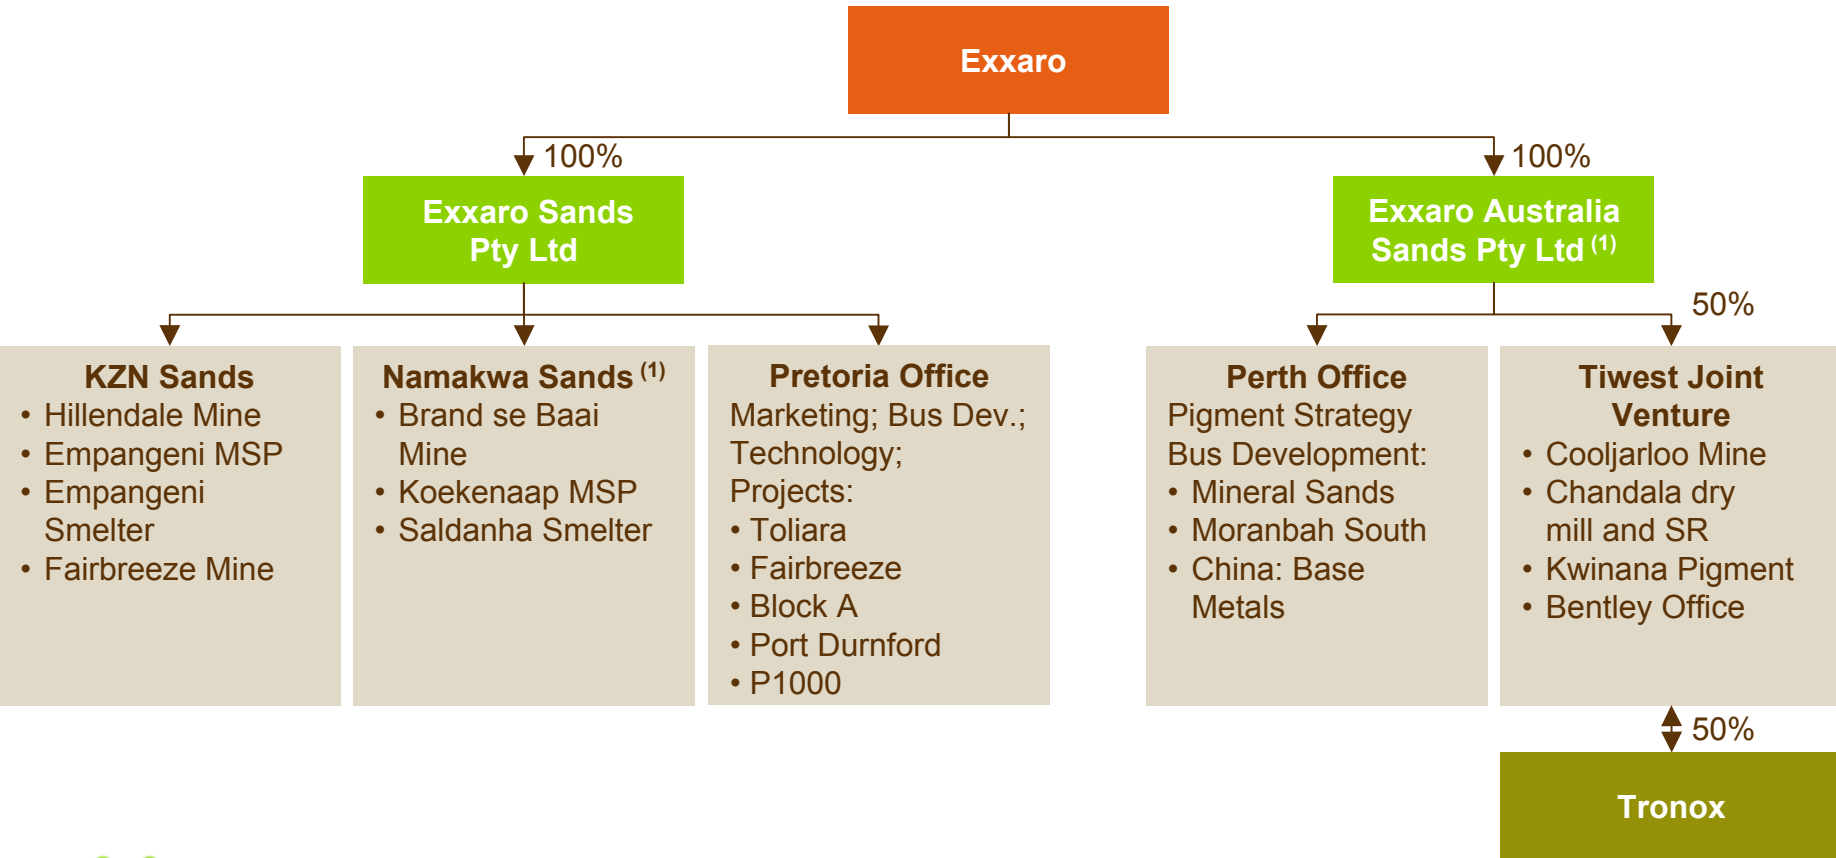 Exxaro
100%
100%
Exxaro Sands
Pty Ltd
Exxaro Australia
Sands Pty Ltd (1)
50%
KZN Sands
• Hillendale Mine
• Empangeni MSP
• Empangeni
Smelter
• Fairbreeze Mine
Namakwa Sands (1)
• Brand se Baai
Mine
• Koekenaap MSP
• Saldanha Smelter
Pretoria Office
Marketing; Bus Dev.;
Technology;
Projects:
• Toliara
• Fairbreeze
• Block A
• Port Durnford
• P1000
Perth Office
Pigment Strategy
Bus Development:
• Mineral Sands
• Moranbah South
• China: Base
Metals
Tiwest Joint
Venture
• Cooljarloo Mine
• Chandala dry
mill and SR
• Kwinana Pigment
• Bentley Office
50%
Tronox